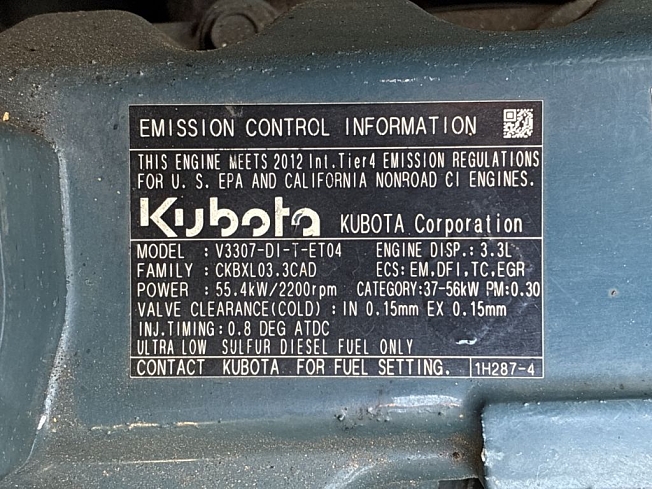 EMISSION CONTROL INFORMATION
THIS ENGINE MEETS 2012 Int.Tier4 EMISSION REGULATIONS
FOR U.S. EPA AND CALIFORNIA NONROAD CI ENGINES.
Kubota KUBOTA Corporation
MODEL : V3307-DI-T-ET04 ENGINE DISP.: 3.3L
FAMILY : CKBXL03.3CAD ECS: EM,DFI,TC,EGR
POWER : 55.4kW/2200rpm CATEGORY:37-56kW PM:0.30
VALVE CLEARANCE(COLD) : IN 0.15mm EX 0.15mm
INJ.TIMING:0.8 DEG ATDC
ULTRA LOW SULFUR DIESEL FUEL ONLY
CONTACT KUBOTA FOR FUEL SETTING. 1H287-4